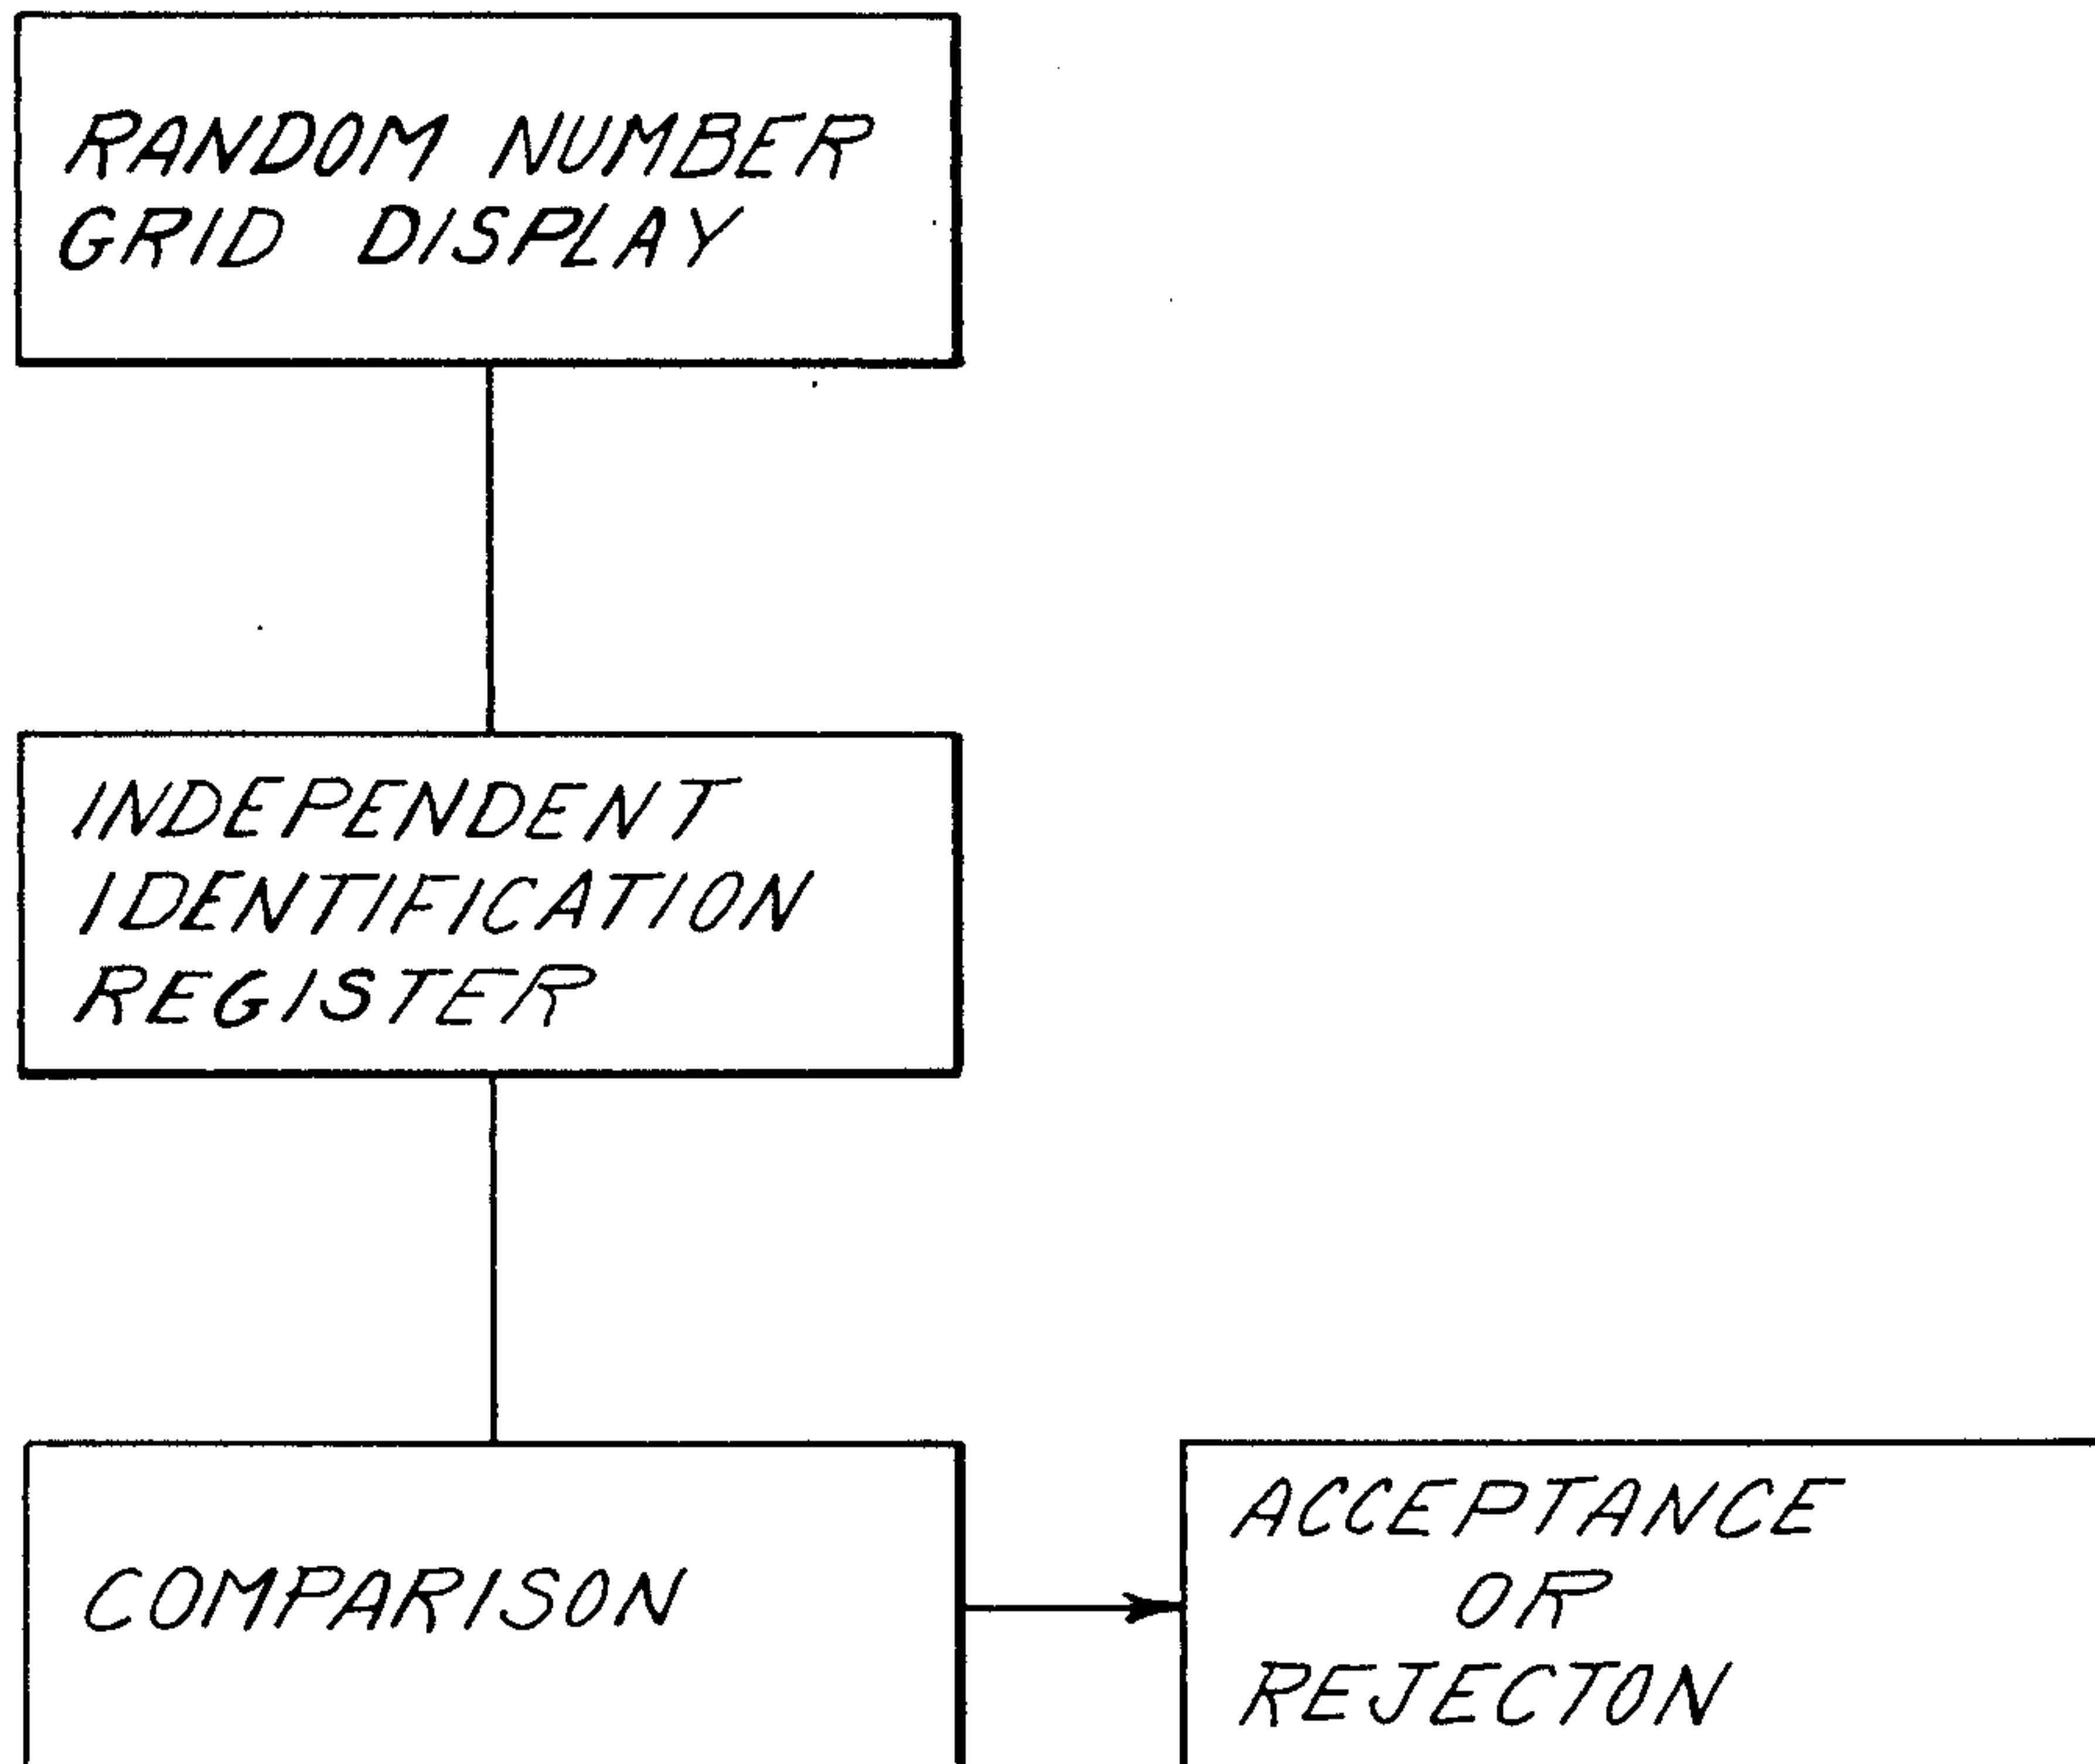 RANDOM NUMBER
GRID DISPLAY
INDEPENDENT
IDENTIFICATION
REGISTER
COMPARISON
ACCEPTANCE
OR
REJECTON